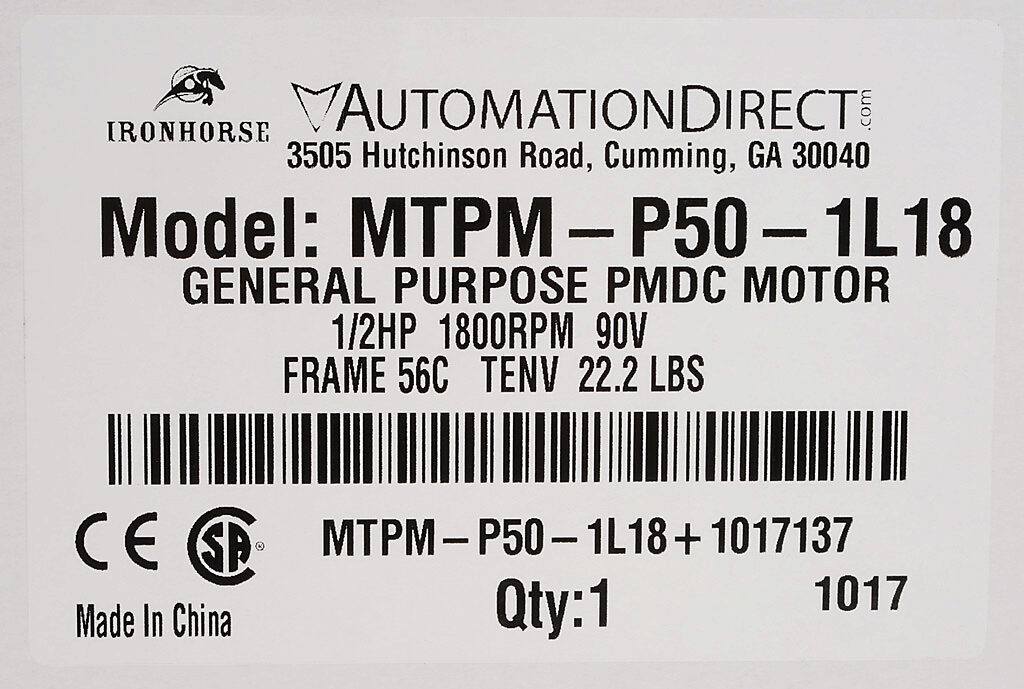 IRONHORSE
AUTOMATIONDIRECT.com
3505 Hutchinson Road, Cumming, GA 30040
Model: MTPM – P50 – 1L18
GENERAL PURPOSE PMDC MOTOR
1/2HP 1800RPM 90V
FRAME 56C TENV 22.2 LBS
CE SA ® MTPM – P50 – 1L18 + 1017137
Qty:1 1017
Made In China